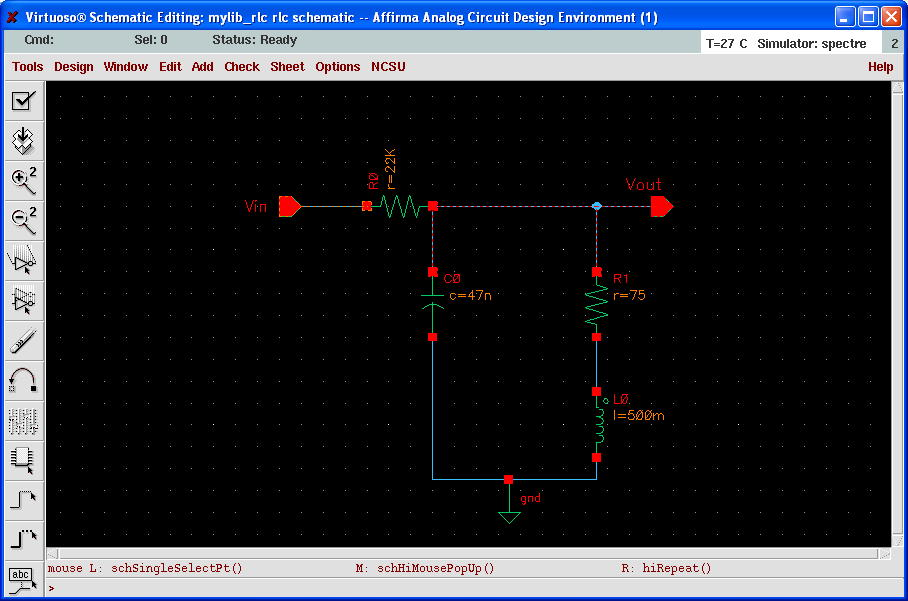 Virtuoso® Schematic Editing: mylib_rlc rlc schematic -- Affirma Analog Circuit Design Environment (1)
Cmd: Sel: 0 Status: Ready T=27 C Simulator: spectre 2
Tools Design Window Edit Add Check Sheet Options NCSU Help
2
2
abc
R0
r=22K
Vin
Vout
C0
c=47n
R1
r=75
L0
l=500m
gnd
mouse L: schSingleSelectPt() M: schHiMousePopUp() R: hiRepeat()
>